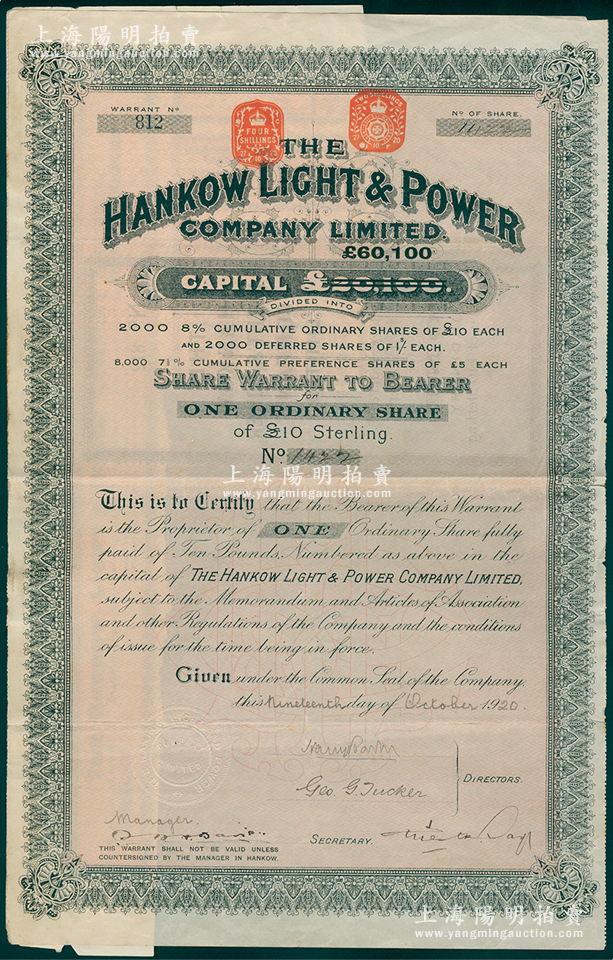 上海陽明拍賣
www.yangmingauction.com
WARRANT No
812
No OF SHARE.
FOUR
SHILLINGS
THE
HANKOW LIGHT & POWER
COMPANY LIMITED.
£60,100
CAPITAL £20,100.
DIVIDED INTO
2000 8% CUMULATIVE ORDINARY SHARES OF £10 EACH
AND 2000 DEFERRED SHARES OF 1/- EACH.
8.000 7½% CUMULATIVE PREFERENCE SHARES OF £5 EACH
SHARE WARRANT TO BEARER
for
ONE ORDINARY SHARE
of £10 Sterling.
No 1422
上海陽明拍賣
www.yangmingauction.com
This is to Certify that the Bearer of this Warrant
is the Proprietor of ONE Ordinary Share fully
paid of Ten Pounds, Numbered as above in the
capital of THE HANKOW LIGHT & POWER COMPANY LIMITED,
subject to the Memorandum and Articles of Association
and other Regulations of the Company and the conditions
of issue for the time being in force.
Given under the Common Seal of the Company,
this Nineteenth day of October 1920.
Geo. G. Tucker
DIRECTORS.
Manager.
SECRETARY.
THIS WARRANT SHALL NOT BE VALID UNLESS
COUNTERSIGNED BY THE MANAGER IN HANKOW.
上海陽明拍賣
www.yangmingauction.com